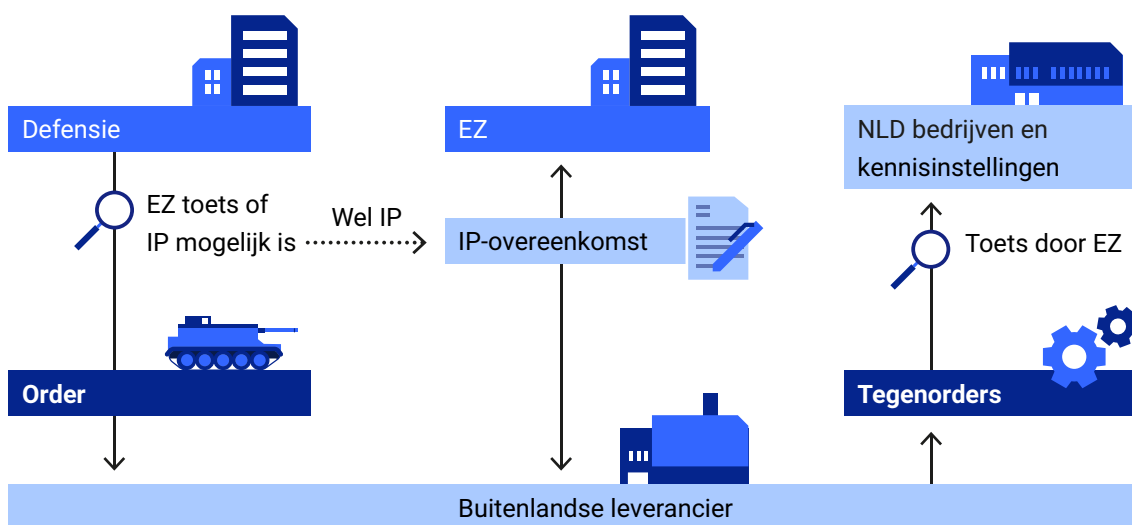 Defensie
EZ
NLD bedrijven en
kennisinstellingen
EZ toets of
IP mogelijk is
Wel IP
IP-overeenkomst
Toets door EZ
Order
Tegenorders
Buitenlandse leverancier